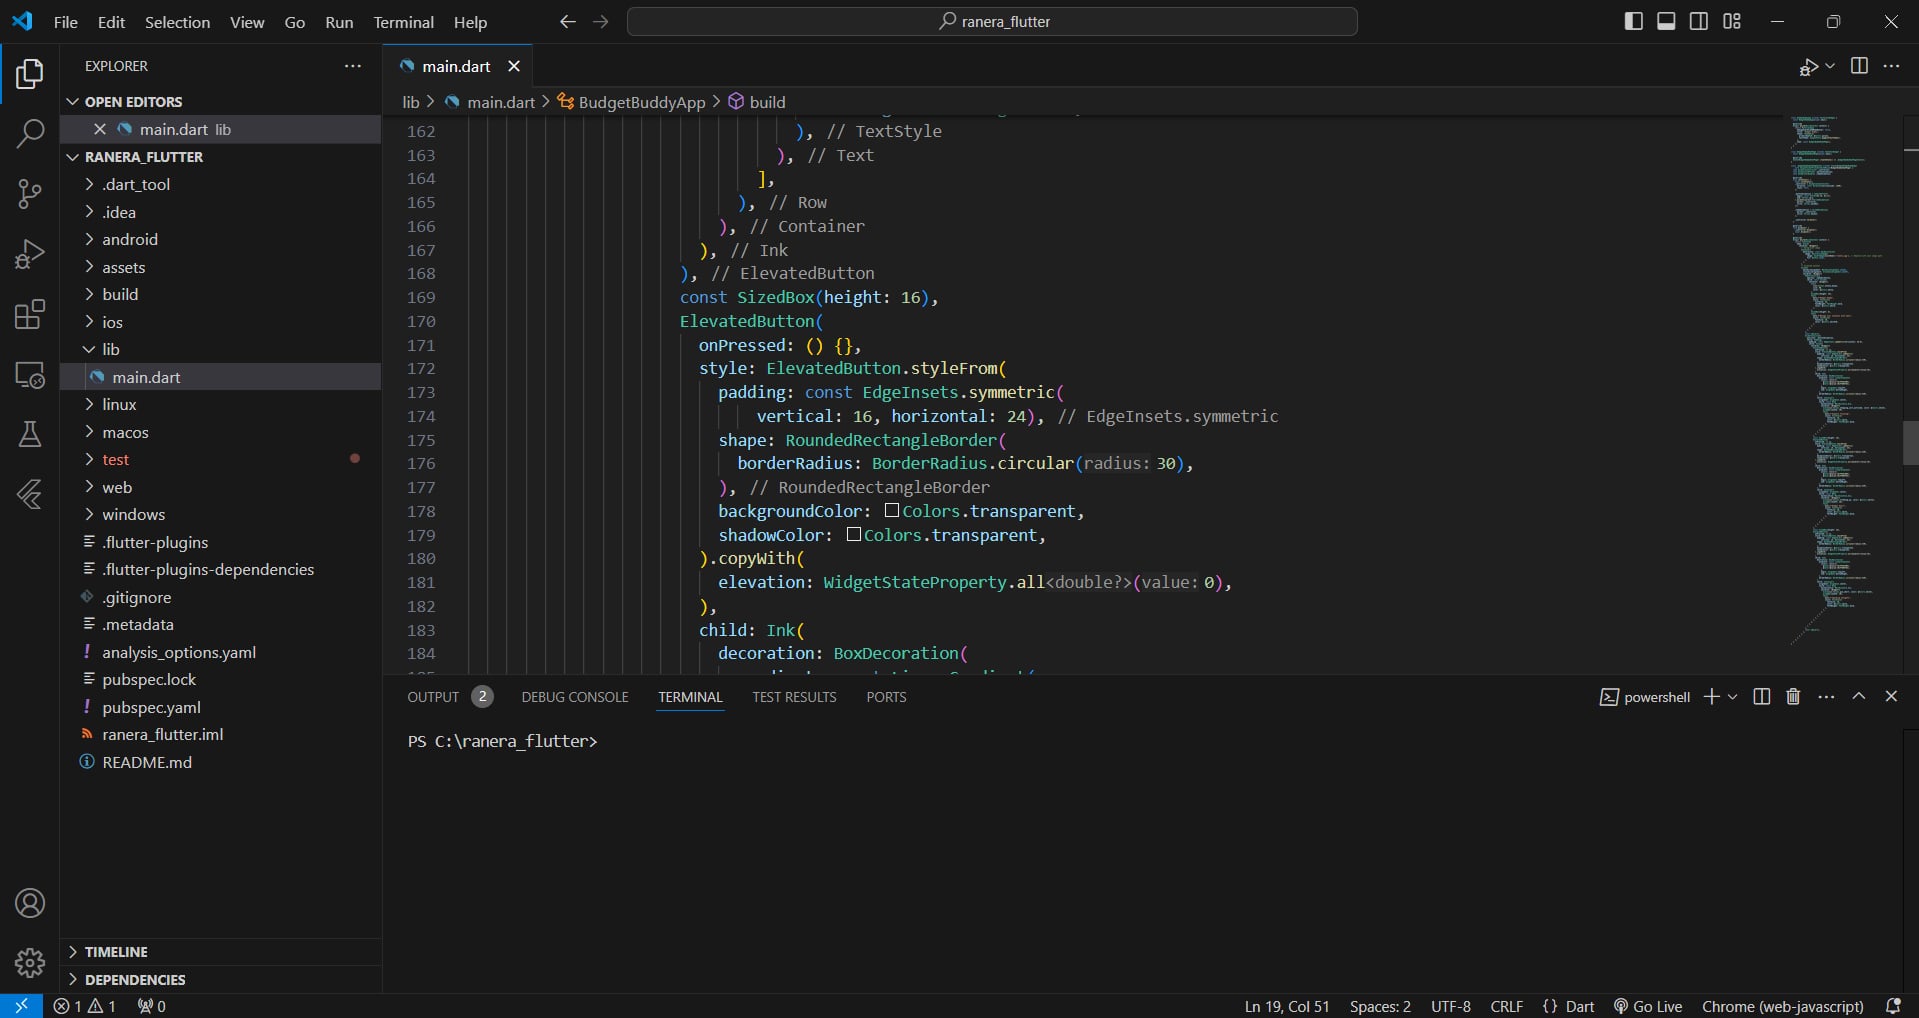 File Edit Selection View Go Run Terminal Help
ranera_flutter
EXPLORER
OPEN EDITORS
main.dart lib
RANERA_FLUTTER
.dart_tool
.idea
android
assets
build
ios
lib
main.dart
linux
macos
test
web
windows
.flutter-plugins
.flutter-plugins-dependencies
.gitignore
.metadata
analysis_options.yaml
pubspec.lock
pubspec.yaml
ranera_flutter.iml
README.md
TIMELINE
DEPENDENCIES
main.dart
lib > main.dart > BudgetBuddyApp > build
162 ), // TextStyle
163 ), // Text
164 ],
165 ), // Row
166 ), // Container
167 ), // Ink
168 ), // ElevatedButton
169 const SizedBox(height: 16),
170 ElevatedButton(
171 onPressed: () {},
172 style: ElevatedButton.styleFrom(
173 padding: const EdgeInsets.symmetric(
174 vertical: 16, horizontal: 24), // EdgeInsets.symmetric
175 shape: RoundedRectangleBorder(
176 borderRadius: BorderRadius.circular(radius: 30),
177 ), // RoundedRectangleBorder
178 backgroundColor: Colors.transparent,
179 shadowColor: Colors.transparent,
180 ).copyWith(
181 elevation: WidgetStateProperty.all<double?>(value: 0),
182 ),
183 child: Ink(
184 decoration: BoxDecoration(
OUTPUT 2 DEBUG CONSOLE TERMINAL TEST RESULTS PORTS
powershell
PS C:\ranera_flutter>
1 1 0
Ln 19, Col 51 Spaces: 2 UTF-8 CRLF {} Dart Go Live Chrome (web-javascript)